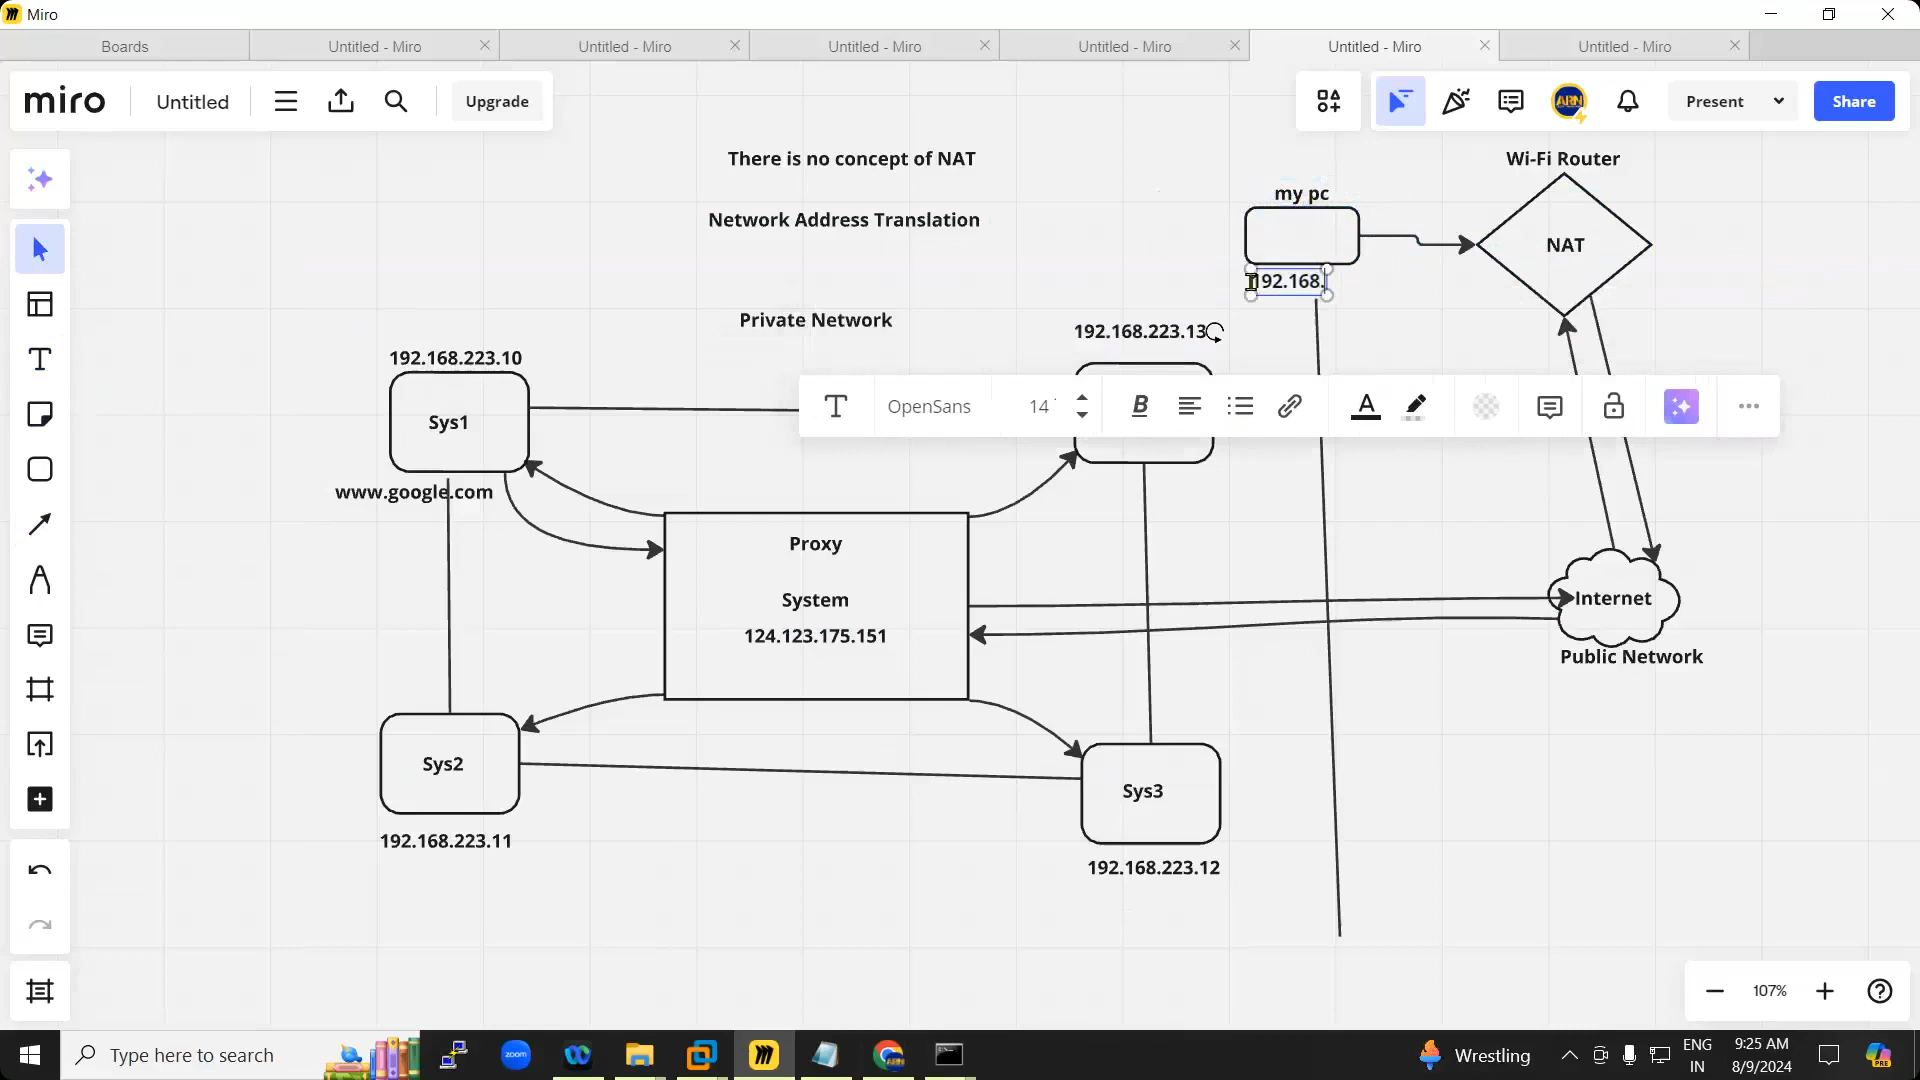 Miro
Boards
Untitled - Miro
Untitled - Miro
Untitled - Miro
Untitled - Miro
Untitled - Miro
Untitled - Miro
miro
Untitled
Upgrade
Present
Share
There is no concept of NAT
Wi-Fi Router
my pc
Network Address Translation
NAT
192.168.
Private Network
192.168.223.13
192.168.223.10
OpenSans
14
B
A
Sys1
www.google.com
Proxy
System
124.123.175.151
Internet
Public Network
Sys2
Sys3
192.168.223.11
192.168.223.12
107%
Type here to search
zoom
Wrestling
ENG
IN
9:25 AM
8/9/2024